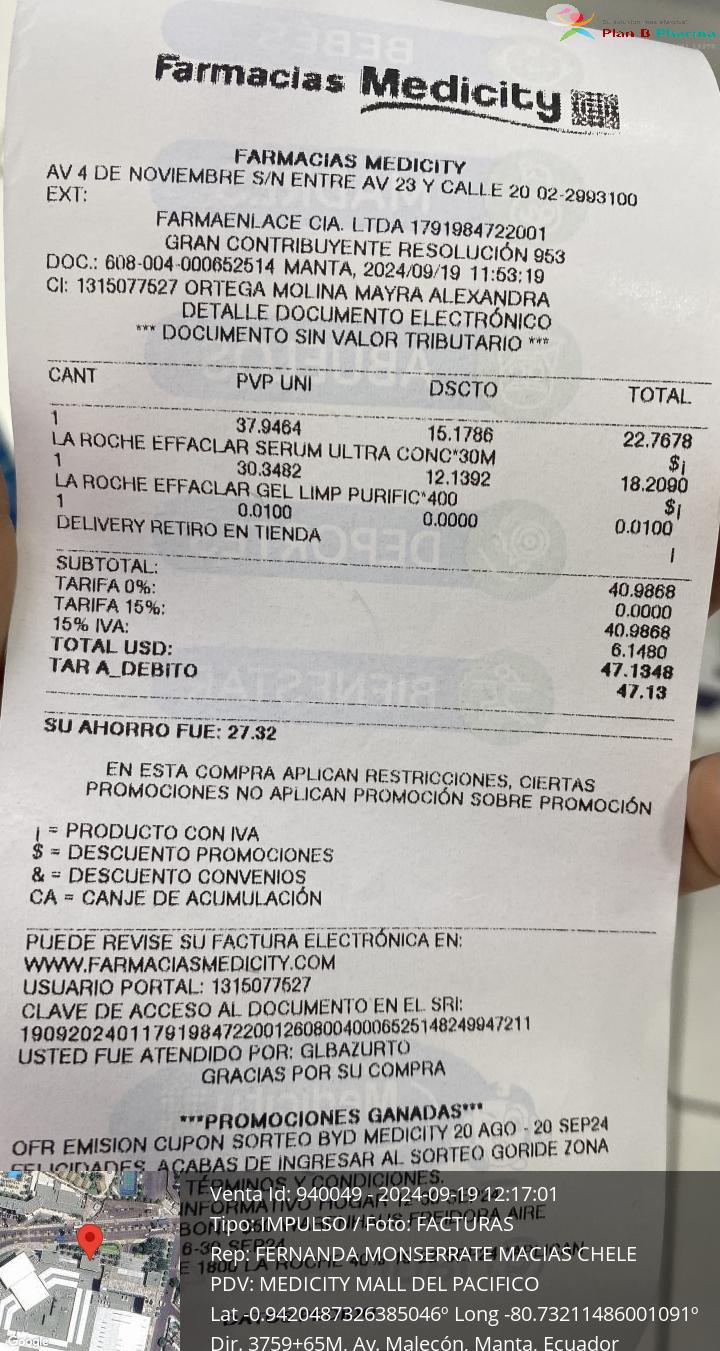 Plan B Pharma
Farmacias Medicity
FARMACIAS MEDICITY
AV 4 DE NOVIEMBRE S/N ENTRE AV 23 Y CALLE 20 02-2993100
EXT:
FARMAENLACE CIA. LTDA 1791984722001
GRAN CONTRIBUYENTE RESOLUCIÓN 953
DOC.: 608-004-000652514 MANTA, 2024/09/19 11:53:19
CI: 1315077527 ORTEGA MOLINA MAYRA ALEXANDRA
DETALLE DOCUMENTO ELECTRÓNICO
*** DOCUMENTO SIN VALOR TRIBUTARIO ***
CANT PVP UNI DSCTO TOTAL
1 37.9464 15.1786 22.7678
LA ROCHE EFFACLAR SERUM ULTRA CONC*30M $¡
1 30.3482 12.1392 18.2090
LA ROCHE EFFACLAR GEL LIMP PURIFIC*400 $¡
1 0.0100 0.0000 0.0100
DELIVERY RETIRO EN TIENDA ¡
SUBTOTAL: 40.9868
TARIFA 0%: 0.0000
TARIFA 15%: 40.9868
15% IVA: 6.1480
TOTAL USD: 47.1348
TAR A_DEBITO 47.13
SU AHORRO FUE: 27.32
EN ESTA COMPRA APLICAN RESTRICCIONES, CIERTAS
PROMOCIONES NO APLICAN PROMOCIÓN SOBRE PROMOCIÓN
¡ = PRODUCTO CON IVA
$ = DESCUENTO PROMOCIONES
& = DESCUENTO CONVENIOS
CA = CANJE DE ACUMULACIÓN
PUEDE REVISE SU FACTURA ELECTRÓNICA EN:
WWW.FARMACIASMEDICITY.COM
USUARIO PORTAL: 1315077527
CLAVE DE ACCESO AL DOCUMENTO EN EL SRI:
1909202401179198472200126080040006525148249947211
USTED FUE ATENDIDO POR: GLBAZURTO
GRACIAS POR SU COMPRA
***PROMOCIONES GANADAS***
OFR EMISION CUPON SORTEO BYD MEDICITY 20 AGO - 20 SEP24
FELICIDADES, ACABAS DE INGRESAR AL SORTEO GORIDE ZONA
TÉRMINOS Y CONDICIONES.
Venta Id: 940049 - 2024-09-19 12:17:01
Tipo: IMPULSO / Foto: FACTURAS
Rep: FERNANDA MONSERRATE MACIAS CHELE
PDV: MEDICITY MALL DEL PACIFICO
Lat -0.9420487826385046º Long -80.73211486001091º
Dir. 3759+65M, Av. Malecón, Manta, Ecuador
Google